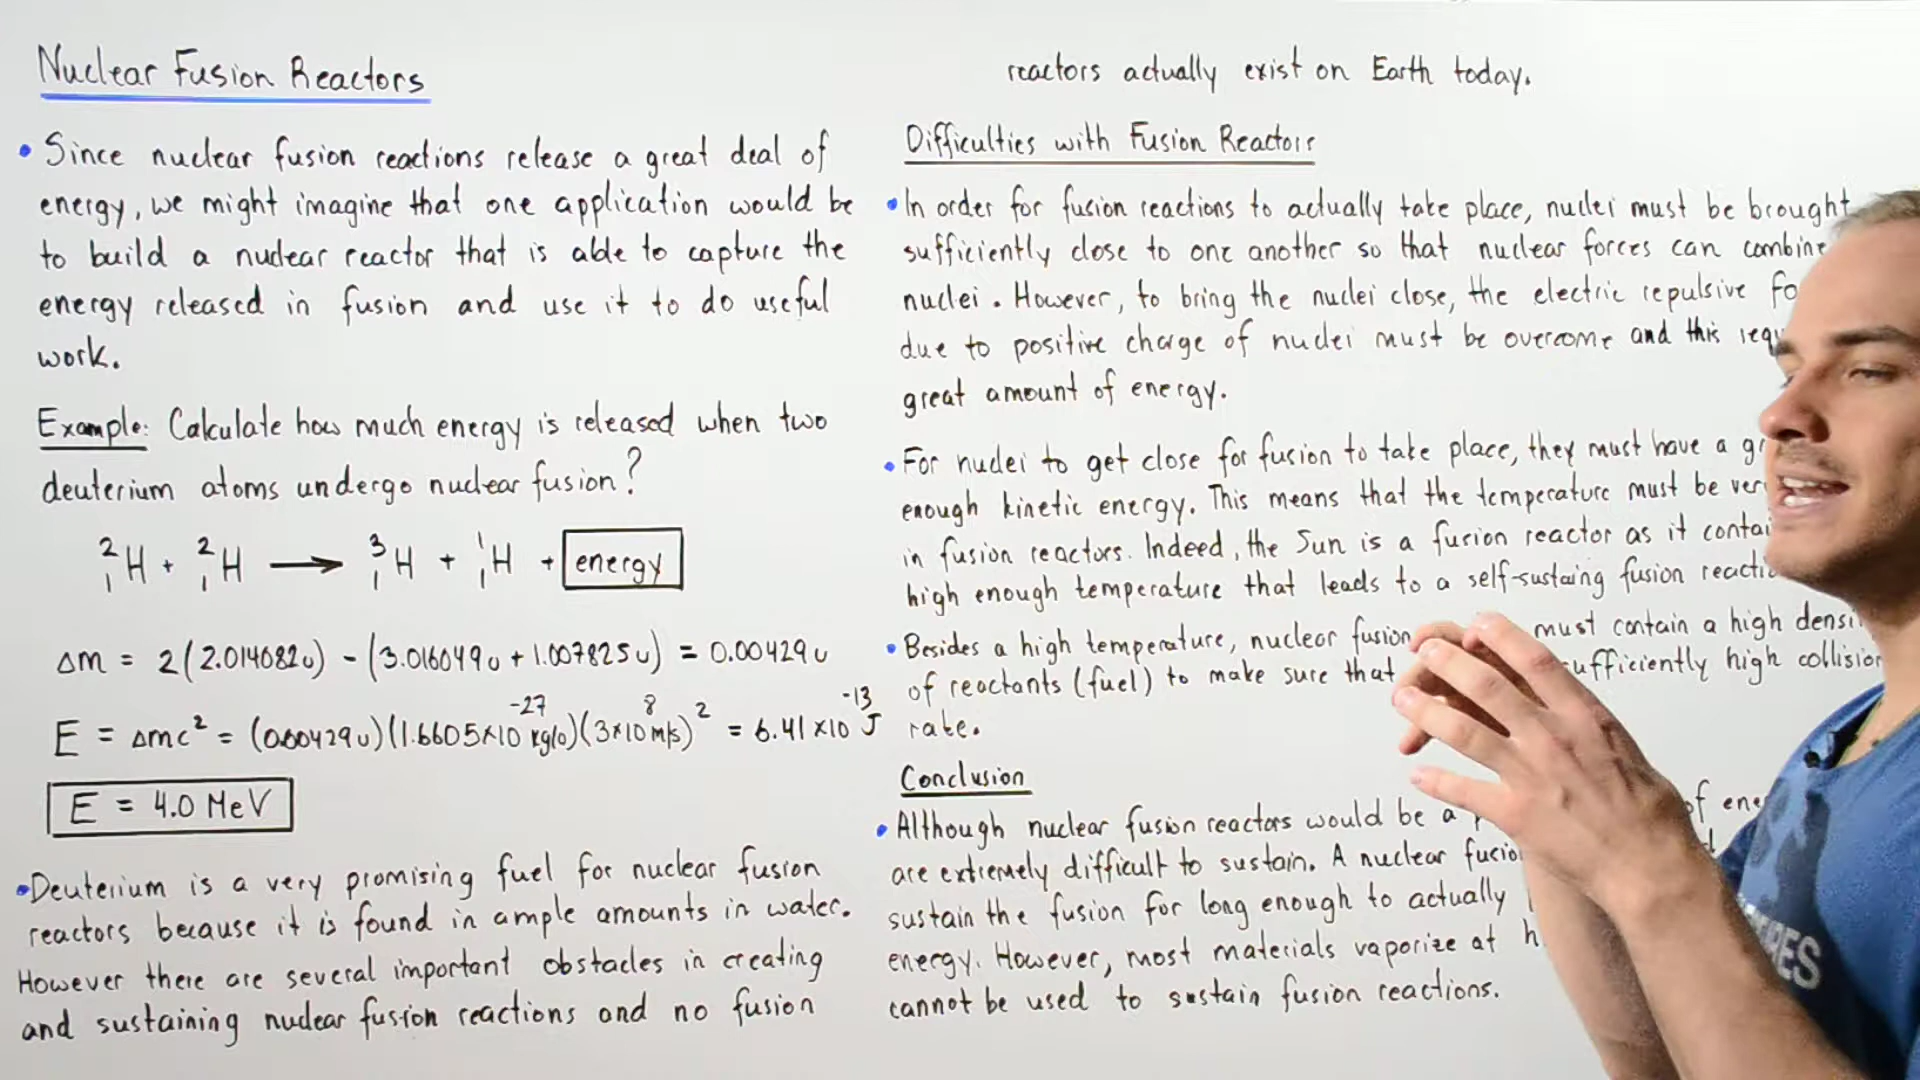 Nuclear Fusion Reactors
• Since nuclear fusion reactions release a great deal of
energy, we might imagine that one application would be
to build a nuclear reactor that is able to capture the
energy released in fusion and use it to do useful
work.
Example: Calculate how much energy is released when two
deuterium atoms undergo nuclear fusion?
²₁H + ²₁H → ³₁H + ¹₁H + energy
Δm = 2(2.014082u) - (3.016049u + 1.007825u) = 0.00429u
E = Δmc² = (0.00429u)(1.6605×10⁻²⁷ kg/u)(3×10⁸ m/s)² = 6.41×10⁻¹³ J
E = 4.0 MeV
• Deuterium is a very promising fuel for nuclear fusion
reactors because it is found in ample amounts in water.
However there are several important obstacles in creating
and sustaining nuclear fusion reactions and no fusion
reactors actually exist on Earth today.
Difficulties with Fusion Reactors
• In order for fusion reactions to actually take place, nuclei must be brought
sufficiently close to one another so that nuclear forces can combine
nuclei. However, to bring the nuclei close, the electric repulsive
due to positive charge of nuclei must be overcome and this
great amount of energy.
• For nuclei to get close for fusion to take place, they must have a
enough kinetic energy. This means that the temperature must be
in fusion reactors. Indeed, the Sun is a fusion reactor as it
high enough temperature that leads to a self-sustaing fusion
• Besides a high temperature, nuclear fusion must contain a high
of reactants (fuel) to make sure that sufficiently high collision
rate.
Conclusion
• Although nuclear fusion reactors would be a of
are extremely difficult to sustain. A nuclear
sustain the fusion for long enough to actually
energy. However, most materials vaporize at
cannot be used to sustain fusion reactions.